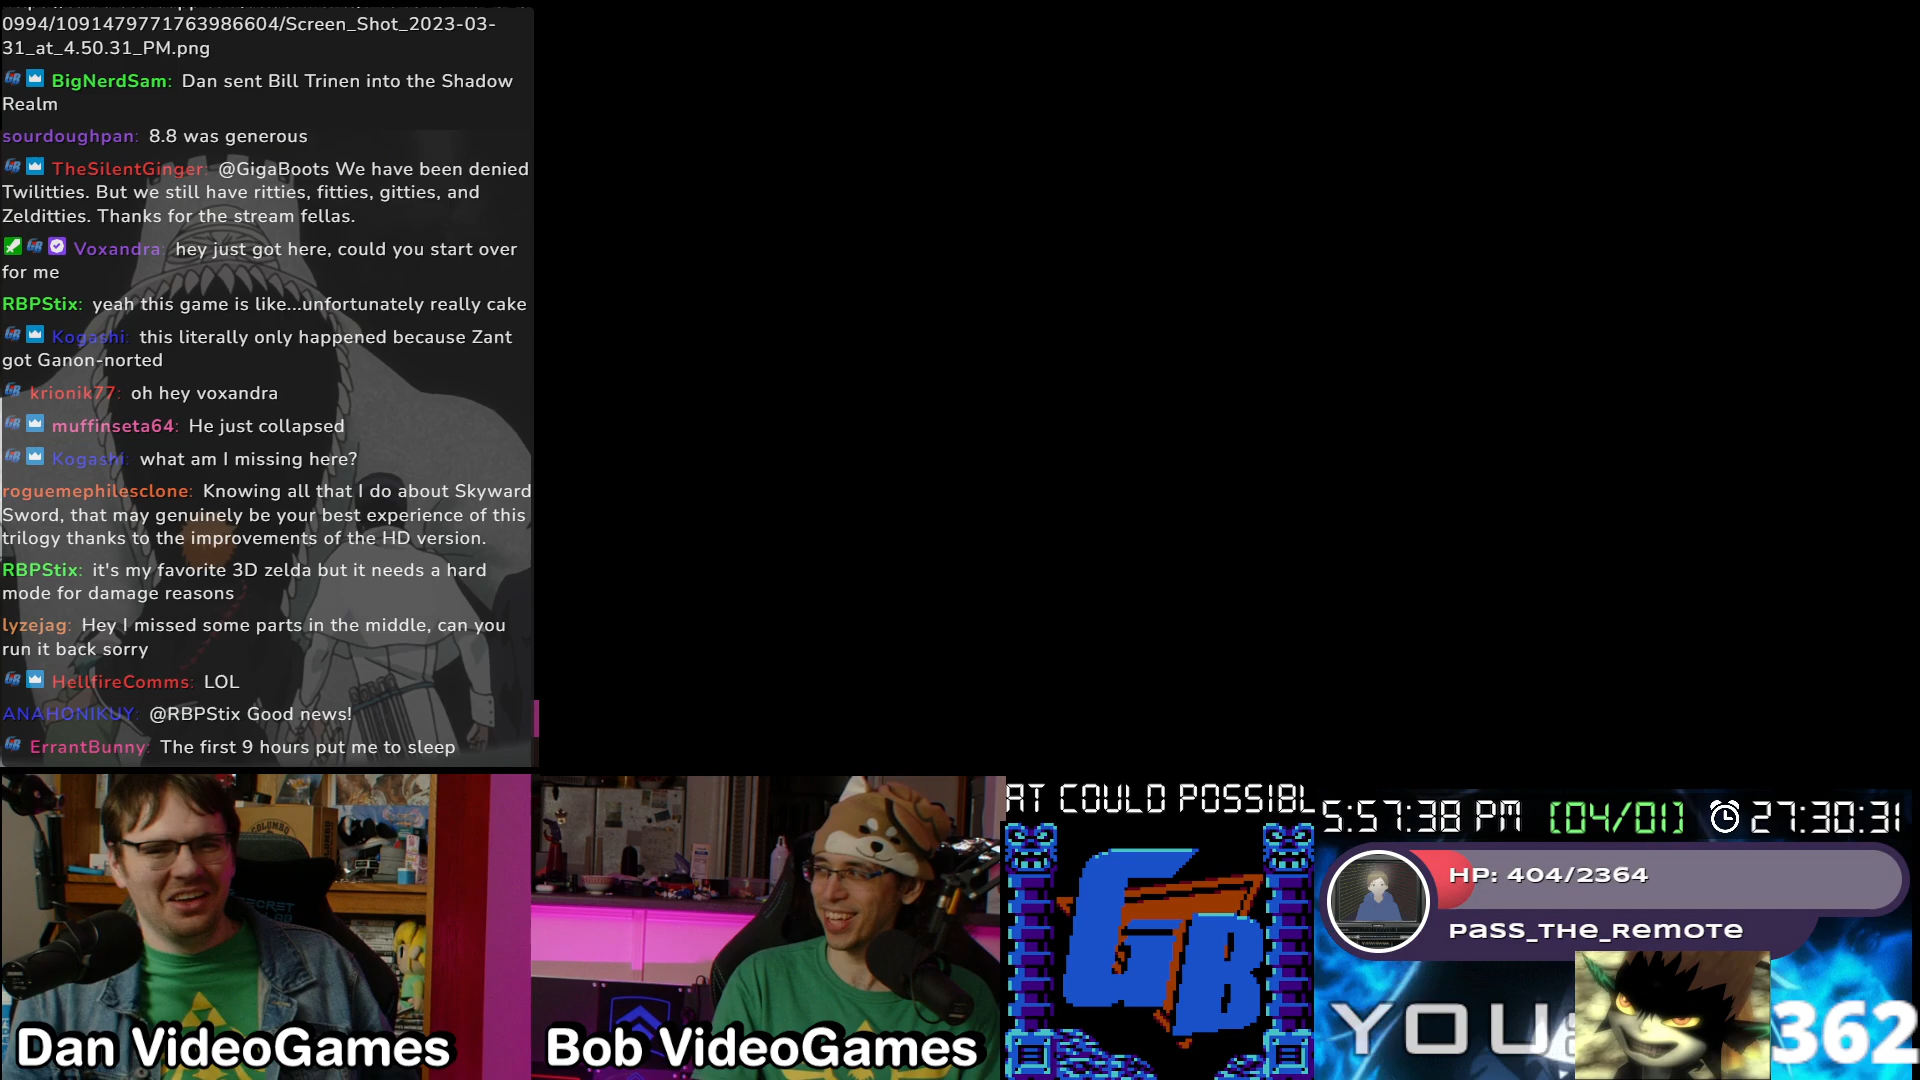 0994/1091479771763986604/Screen_Shot_2023-03-
31_at_4.50.31_PM.png
BigNerdSam: Dan sent Bill Trinen into the Shadow
Realm
sourdoughpan: 8.8 was generous
TheSilentGinger: @GigaBoots We have been denied
Twilitties. But we still have ritties, fitties, gitties, and
Zelditties. Thanks for the stream fellas.
Voxandra: hey just got here, could you start over
for me
RBPStix: yeah this game is like...unfortunately really cake
Kogashi: this literally only happened because Zant
got Ganon-norted
krionik77: oh hey voxandra
muffinseta64: He just collapsed
Kogashi: what am I missing here?
roguemephilesclone: Knowing all that I do about Skyward
Sword, that may genuinely be your best experience of this
trilogy thanks to the improvements of the HD version.
RBPStix: it's my favorite 3D zelda but it needs a hard
mode for damage reasons
lyzejag: Hey I missed some parts in the middle, can you
run it back sorry
HellfireComms: LOL
ANAHONIKUY: @RBPStix Good news!
ErrantBunny: The first 9 hours put me to sleep
COLUMBO
Dan VideoGames
Bob VideoGames
AT COULD POSSIBL
GB
5:57:38 PM [04/01] 27:30:31
HP: 404/2364
Pass_The_Remote
YOU
362